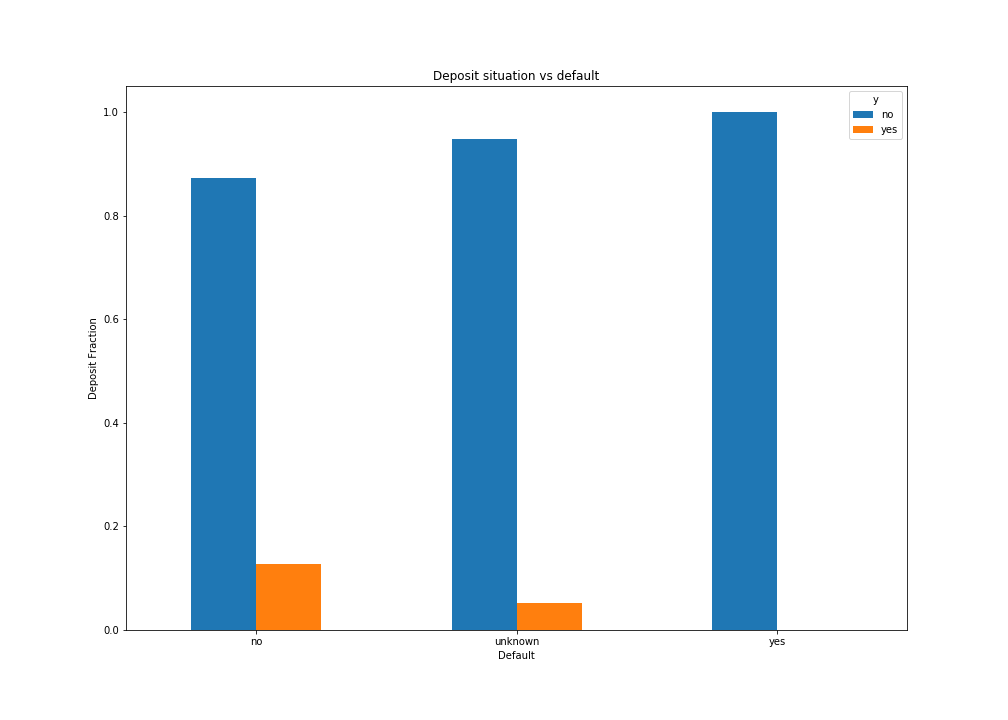 Deposit situation vs default
y
no
yes
1.0
0.8
0.6
0.4
0.2
0.0
Deposit Fraction
no unknown yes
Default